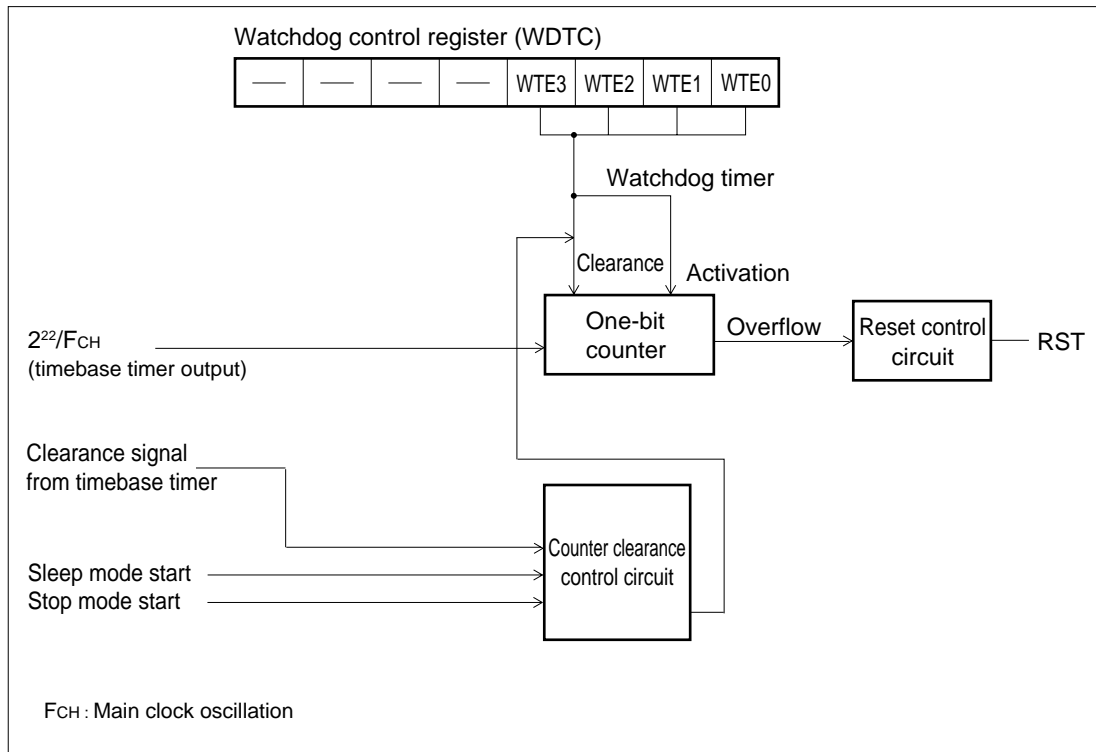 Watchdog control register (WDTC)
— — — — WTE3 WTE2 WTE1 WTE0
Watchdog timer
Clearance
Activation
One-bit
counter
Overflow
Reset control
circuit
RST
2²²/FCH
(timebase timer output)
Clearance signal
from timebase timer
Counter clearance
control circuit
Sleep mode start
Stop mode start
FCH : Main clock oscillation